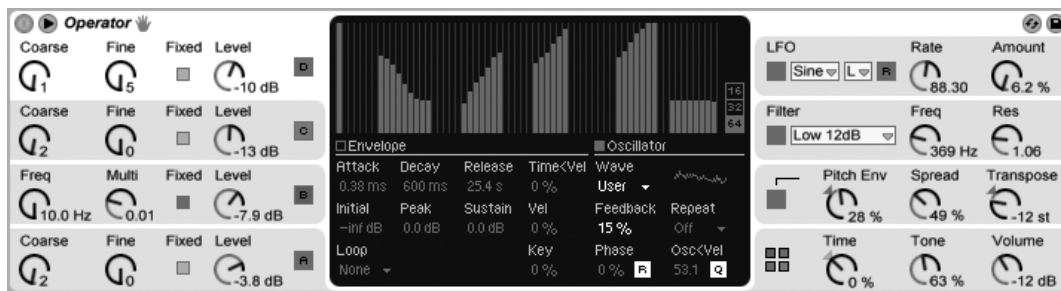 Operator
Coarse Fine Fixed Level
1 5 -10 dB D
Coarse Fine Fixed Level
2 0 -13 dB C
Freq Multi Fixed Level
10.0 Hz 0.01 -7.9 dB B
Coarse Fine Fixed Level
2 0 -3.8 dB A
16
32
64
Envelope Oscillator
Attack Decay Release Time<Vel Wave
0.38 ms 600 ms 25.4 s 0 % User
Initial Peak Sustain Vel Feedback Repeat
-inf dB 0.0 dB 0.0 dB 0 % 15 % Off
Loop Key Phase Osc<Vel
None 0 % 0 % R 53.1 Q
LFO Rate Amount
Sine L R 88.30 6.2 %
Filter Freq Res
Low 12dB 369 Hz 1.06
Pitch Env Spread Transpose
28 % 49 % -12 st
Time Tone Volume
0 % 63 % -12 dB